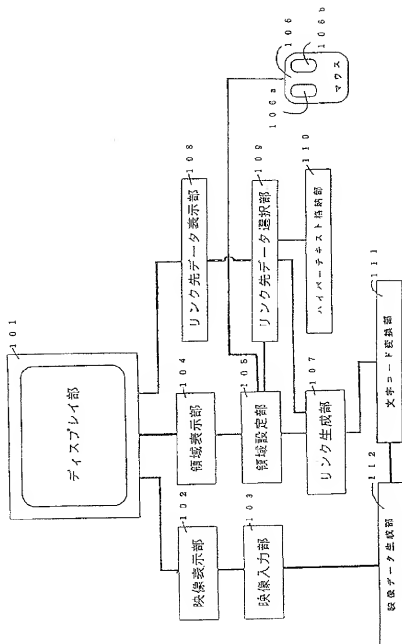 101
ディスプレイ部
102
映像表示部
104
領域表示部
108
リンク先データ表示部
103
映像入力部
105
領域設定部
109
リンク先データ選択部
106
106a
106b
マウス
107
リンク生成部
110
ハイパーテキスト格納部
112
映像データ生成部
111
文字コード変換部